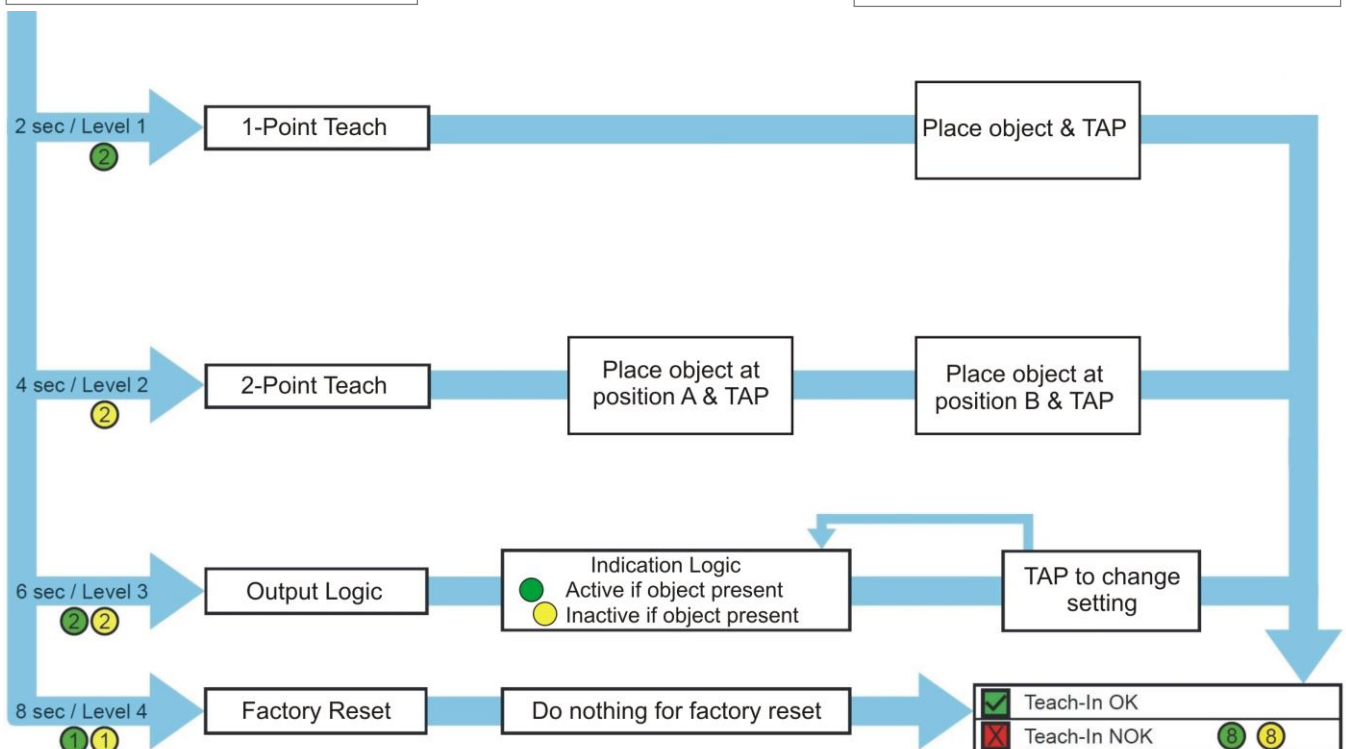 2 sec / Level 1
2
1-Point Teach
Place object & TAP
4 sec / Level 2
2
2-Point Teach
Place object at
position A & TAP
Place object at
position B & TAP
6 sec / Level 3
2 2
Output Logic
Indication Logic
Active if object present
Inactive if object present
TAP to change
setting
8 sec / Level 4
1 1
Factory Reset
Do nothing for factory reset
Teach-In OK
Teach-In NOK 8 8